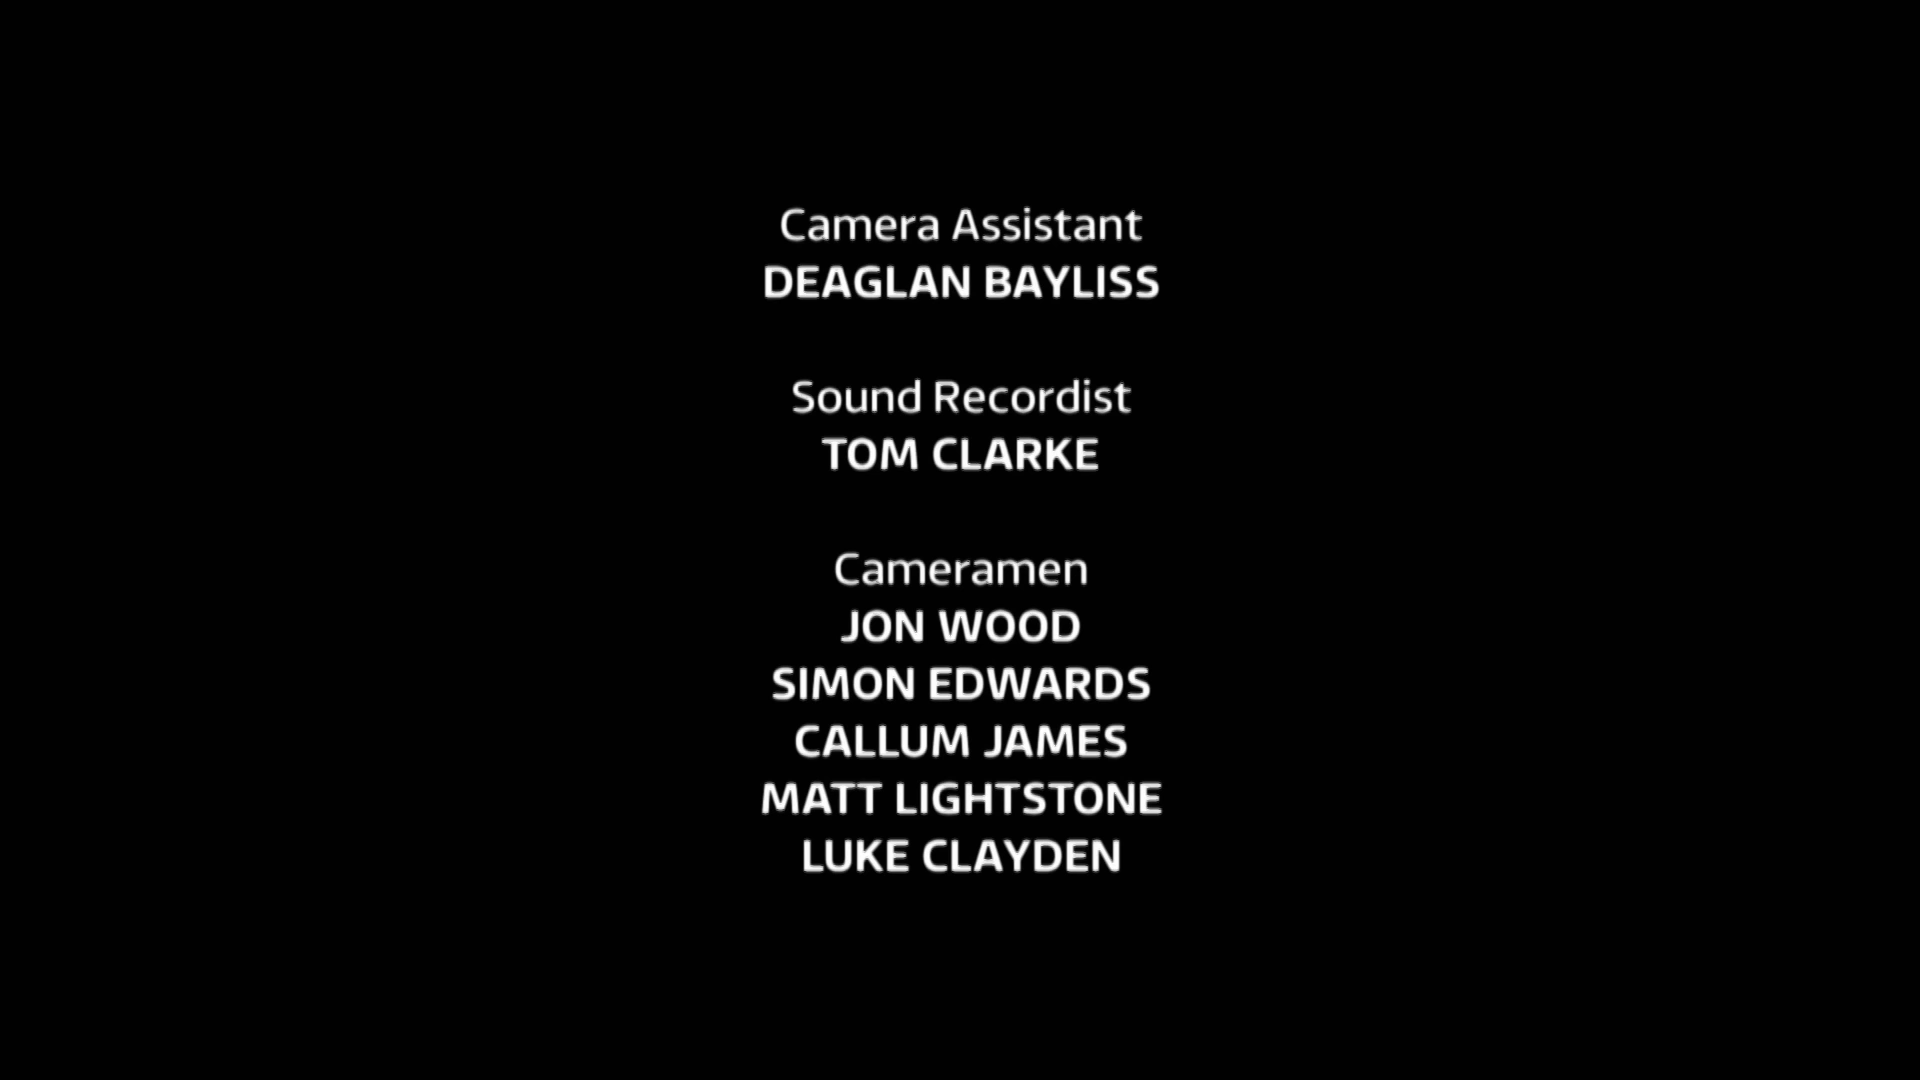 Camera Assistant
DEAGLAN BAYLISS
Sound Recordist
TOM CLARKE
Cameramen
JON WOOD
SIMON EDWARDS
CALLUM JAMES
MATT LIGHTSTONE
LUKE CLAYDEN